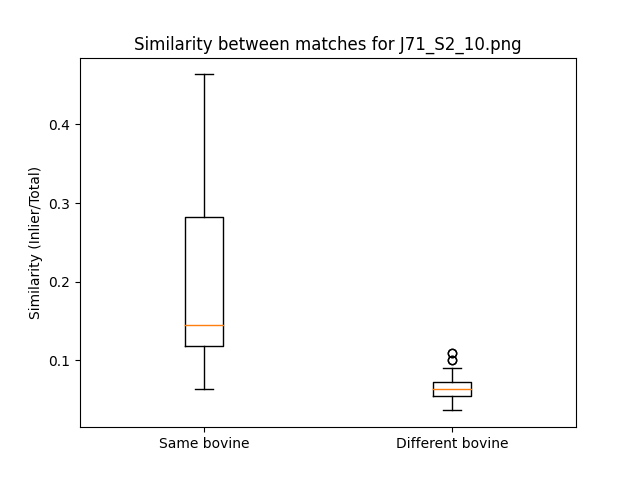 Similarity between matches for J71_S2_10.png
Similarity (Inlier/Total)
0.4
0.3
0.2
0.1
Same bovine
Different bovine